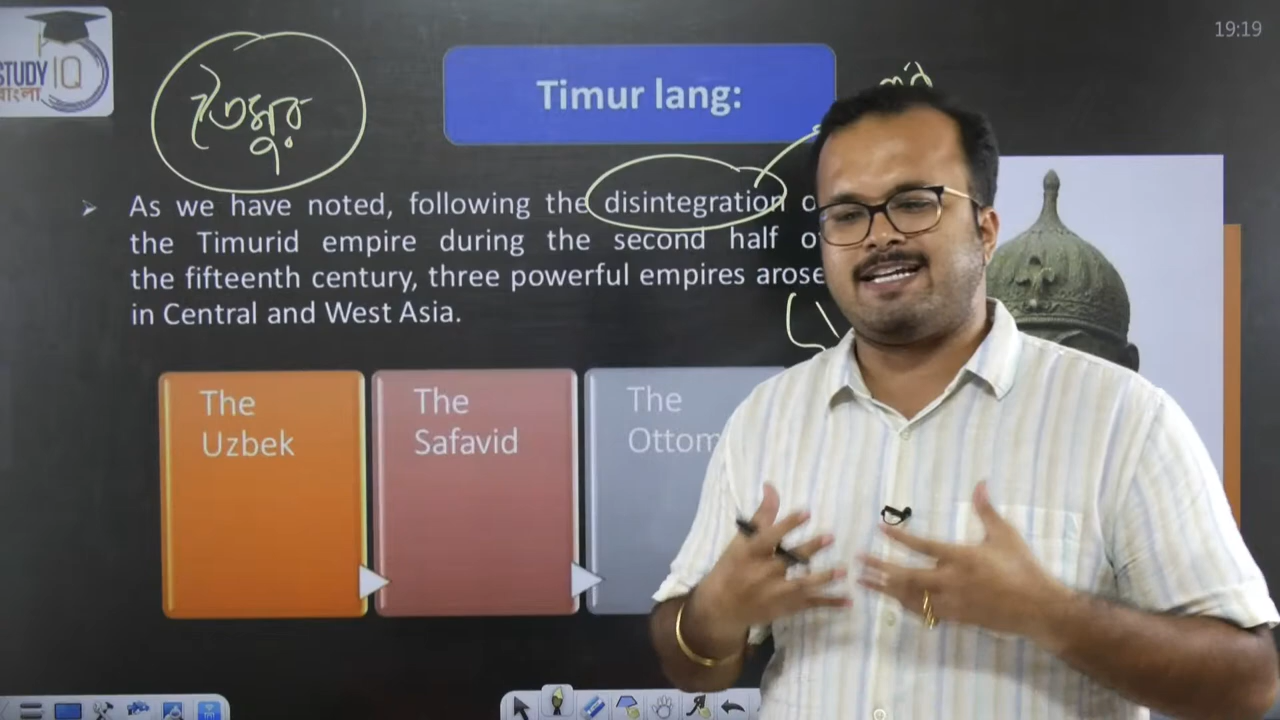 19:19
STUDY IQ
বাংলা
তৈমুর
Timur lang:
As we have noted, following the disintegration o
the Timurid empire during the second half o
the fifteenth century, three powerful empires arose
in Central and West Asia.
The
Uzbek
The
Safavid
The
Ottom